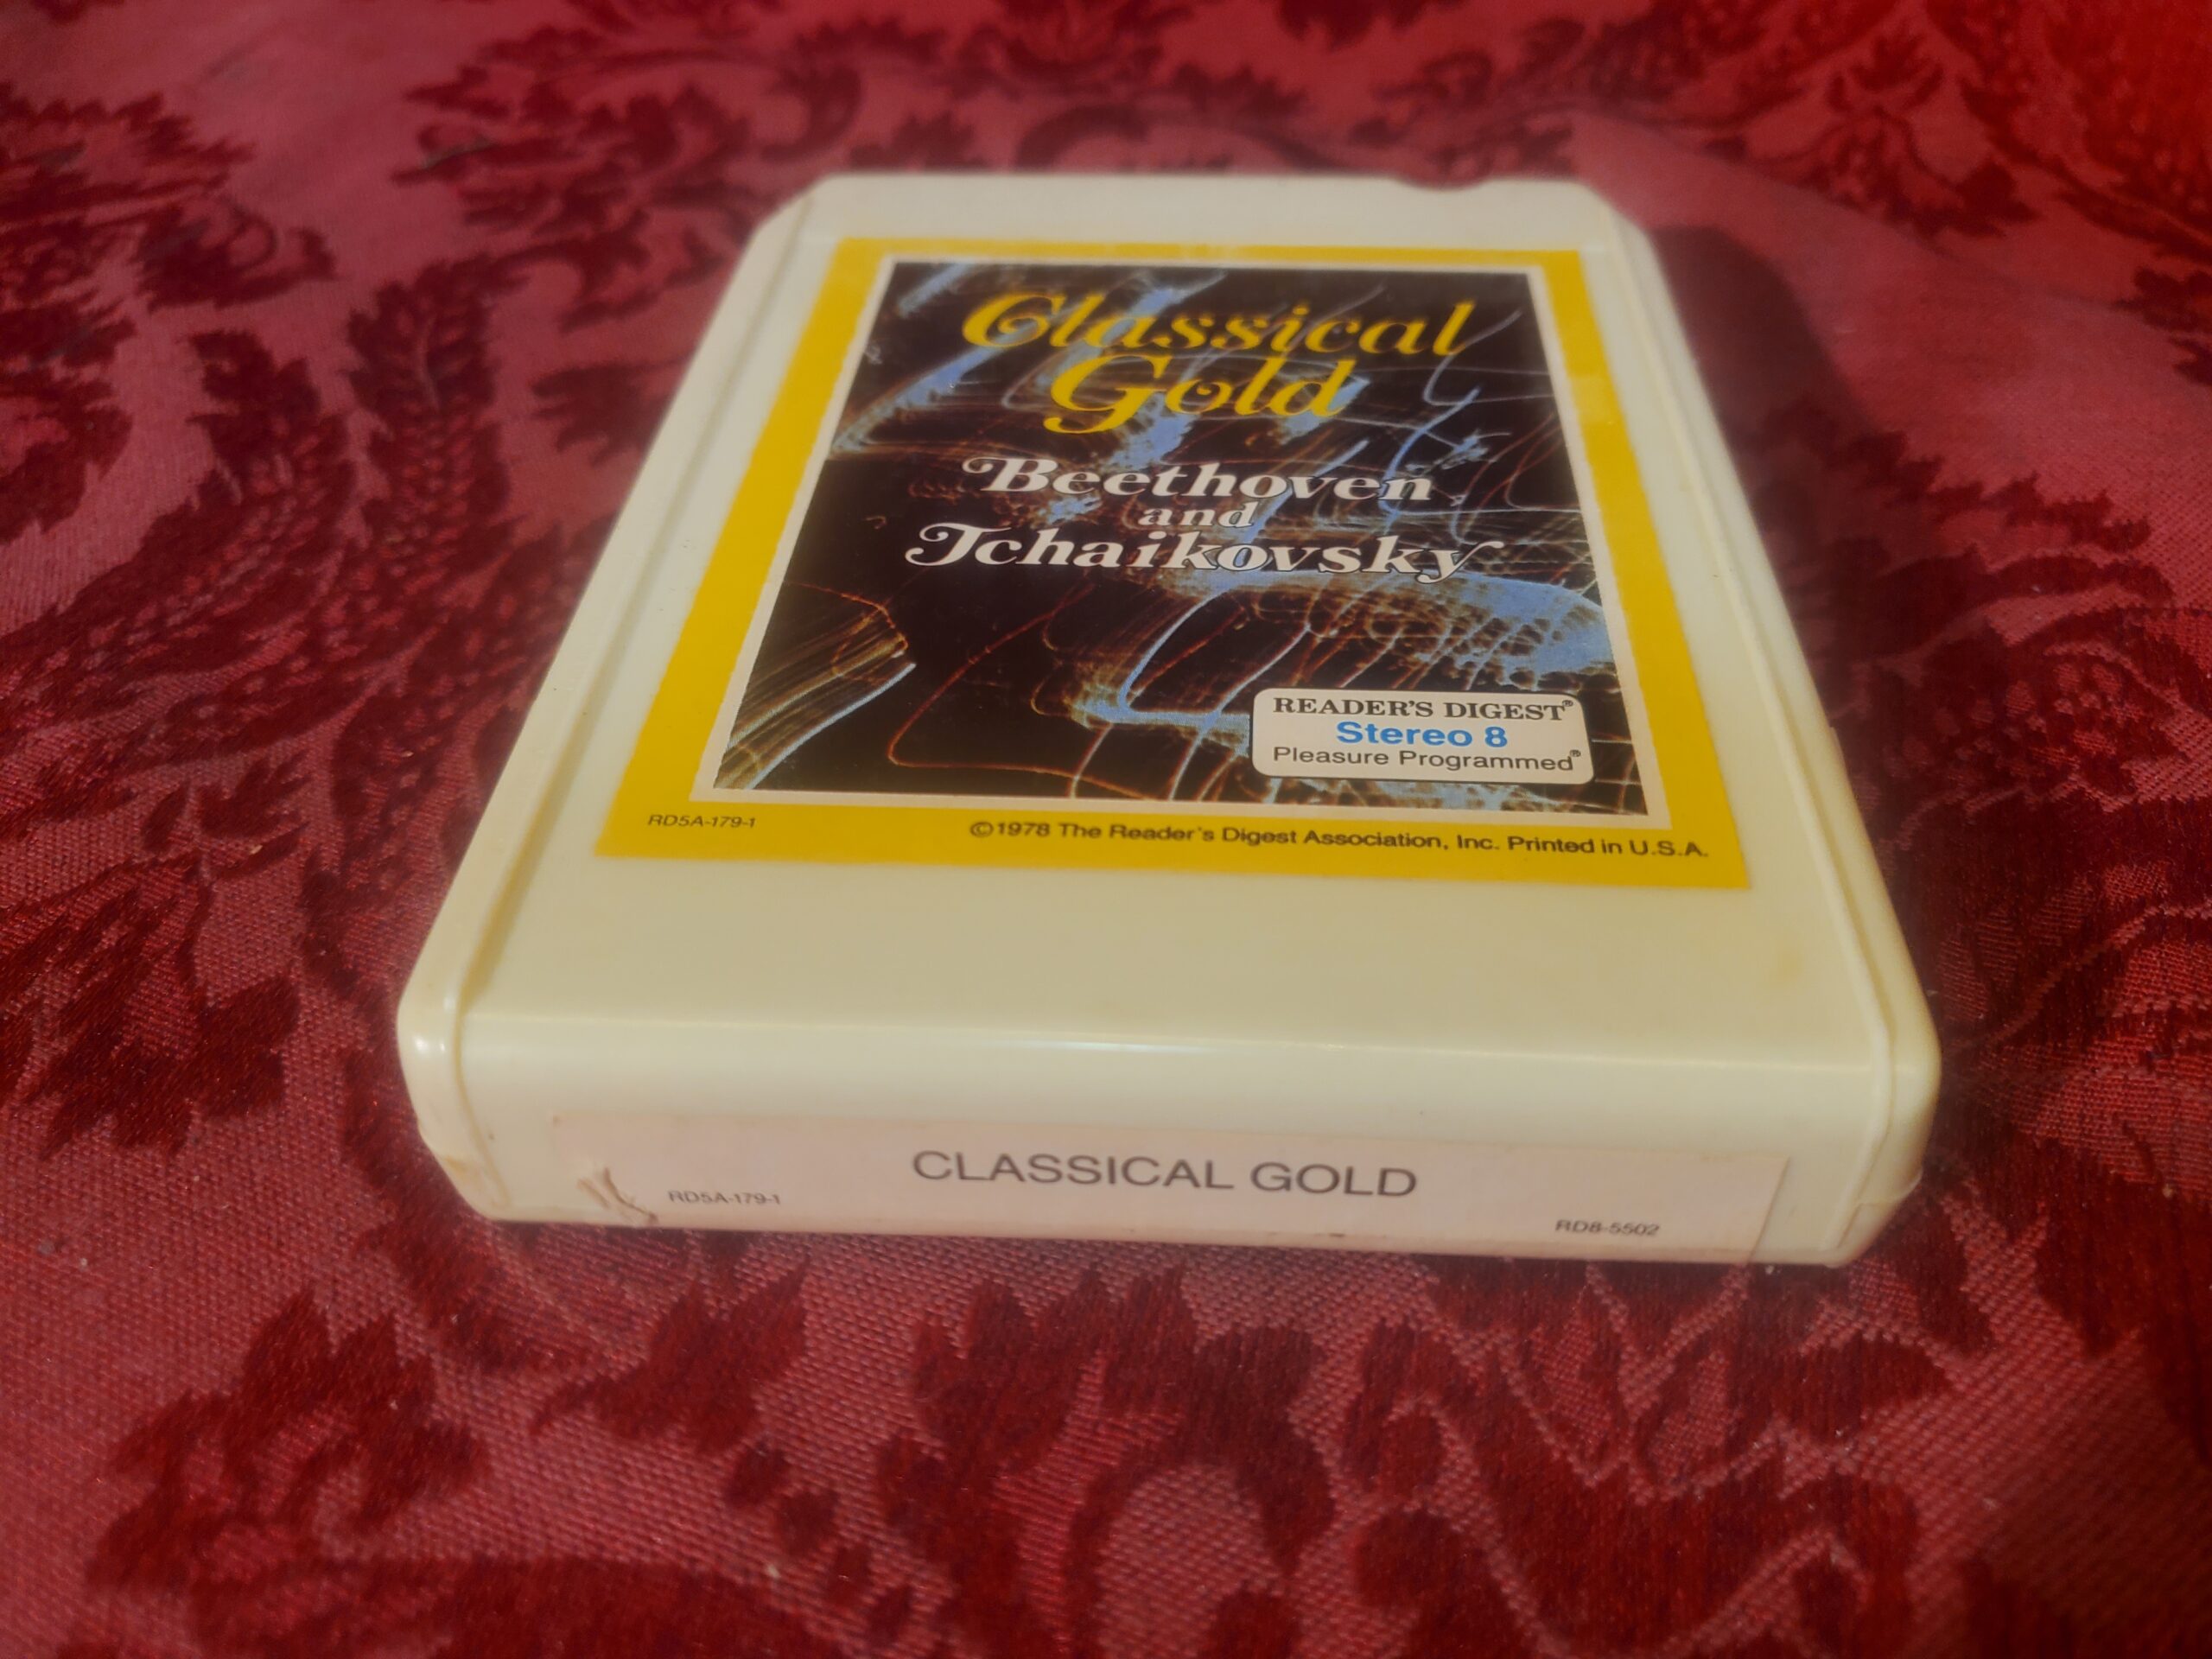 Classical
Gold
Beethoven
and
Tchaikovsky
READER'S DIGEST®
Stereo 8
Pleasure Programmed®
RD5A-179-1
©1978 The Reader's Digest Association, Inc. Printed in U.S.A.
CLASSICAL GOLD
RD5A-179-1
RD8-5502